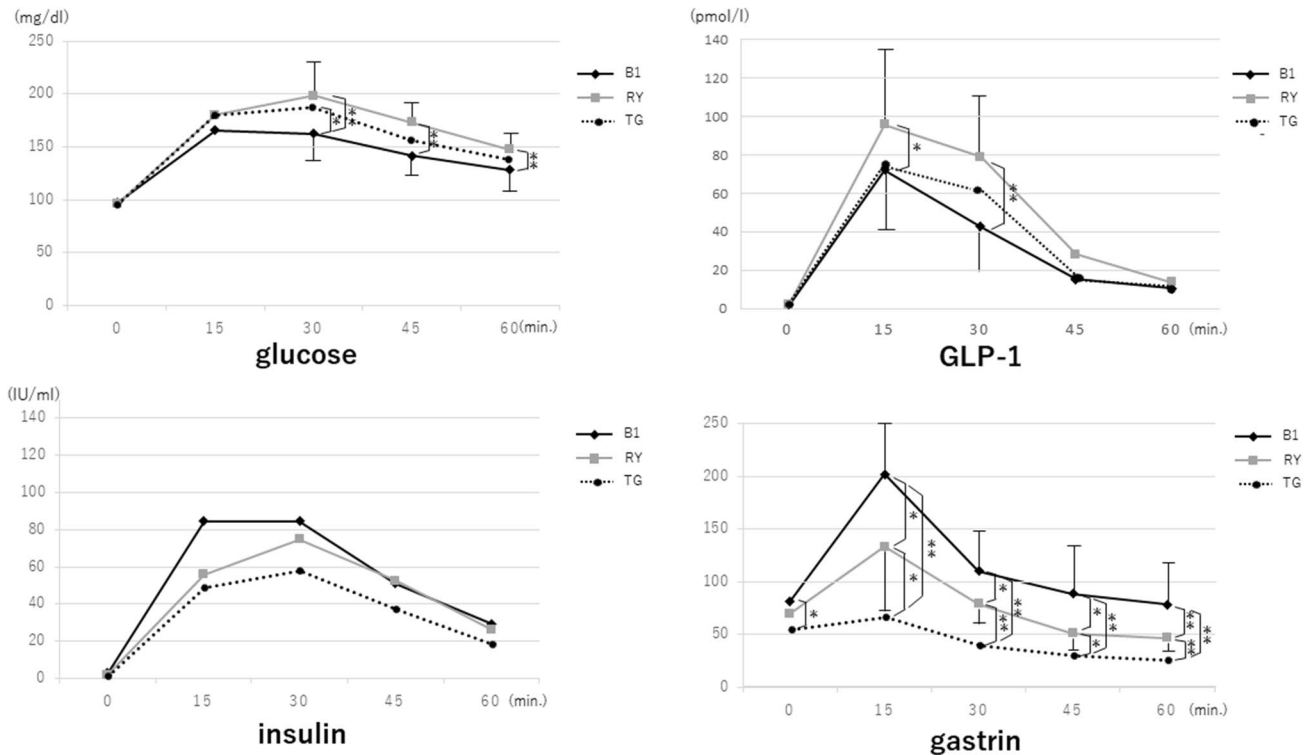 (mg/dl)
250
200
150
100
50
0
0 15 30 45 60 (min.)
* ** ** **
B1
RY
TG
glucose
(pmol/l)
140
120
100
80
60
40
20
0
0 15 30 45 60 (min.)
* **
B1
RY
TG
GLP-1
(IU/ml)
140
120
100
80
60
40
20
0
0 15 30 45 60 (min.)
B1
RY
TG
insulin
250
200
150
100
50
0
0 15 30 45 60 (min.)
* * * ** * ** ** * * ** ** ** **
B1
RY
TG
gastrin